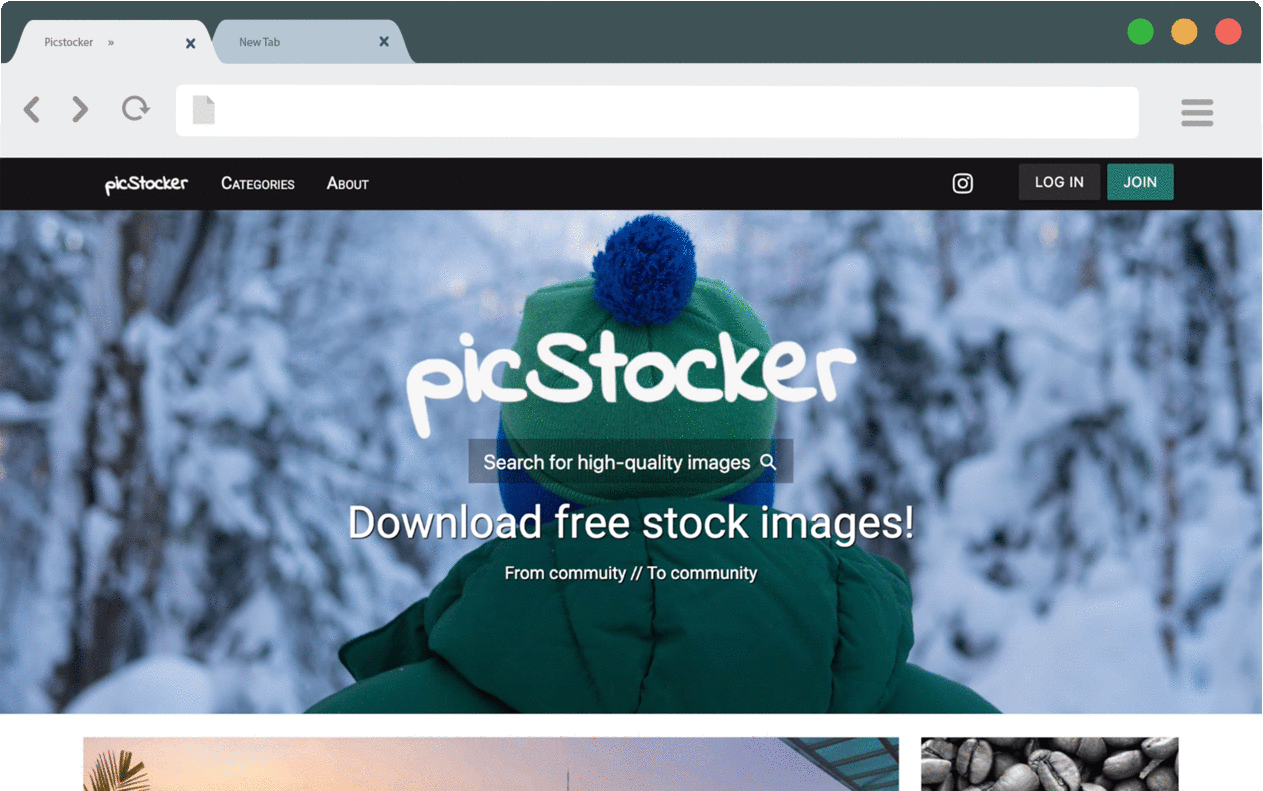 Picstocker »
New Tab
picStocker CATEGORIES ABOUT LOG IN JOIN
picStocker
Search for high-quality images
Download free stock images!
From commuity // To community